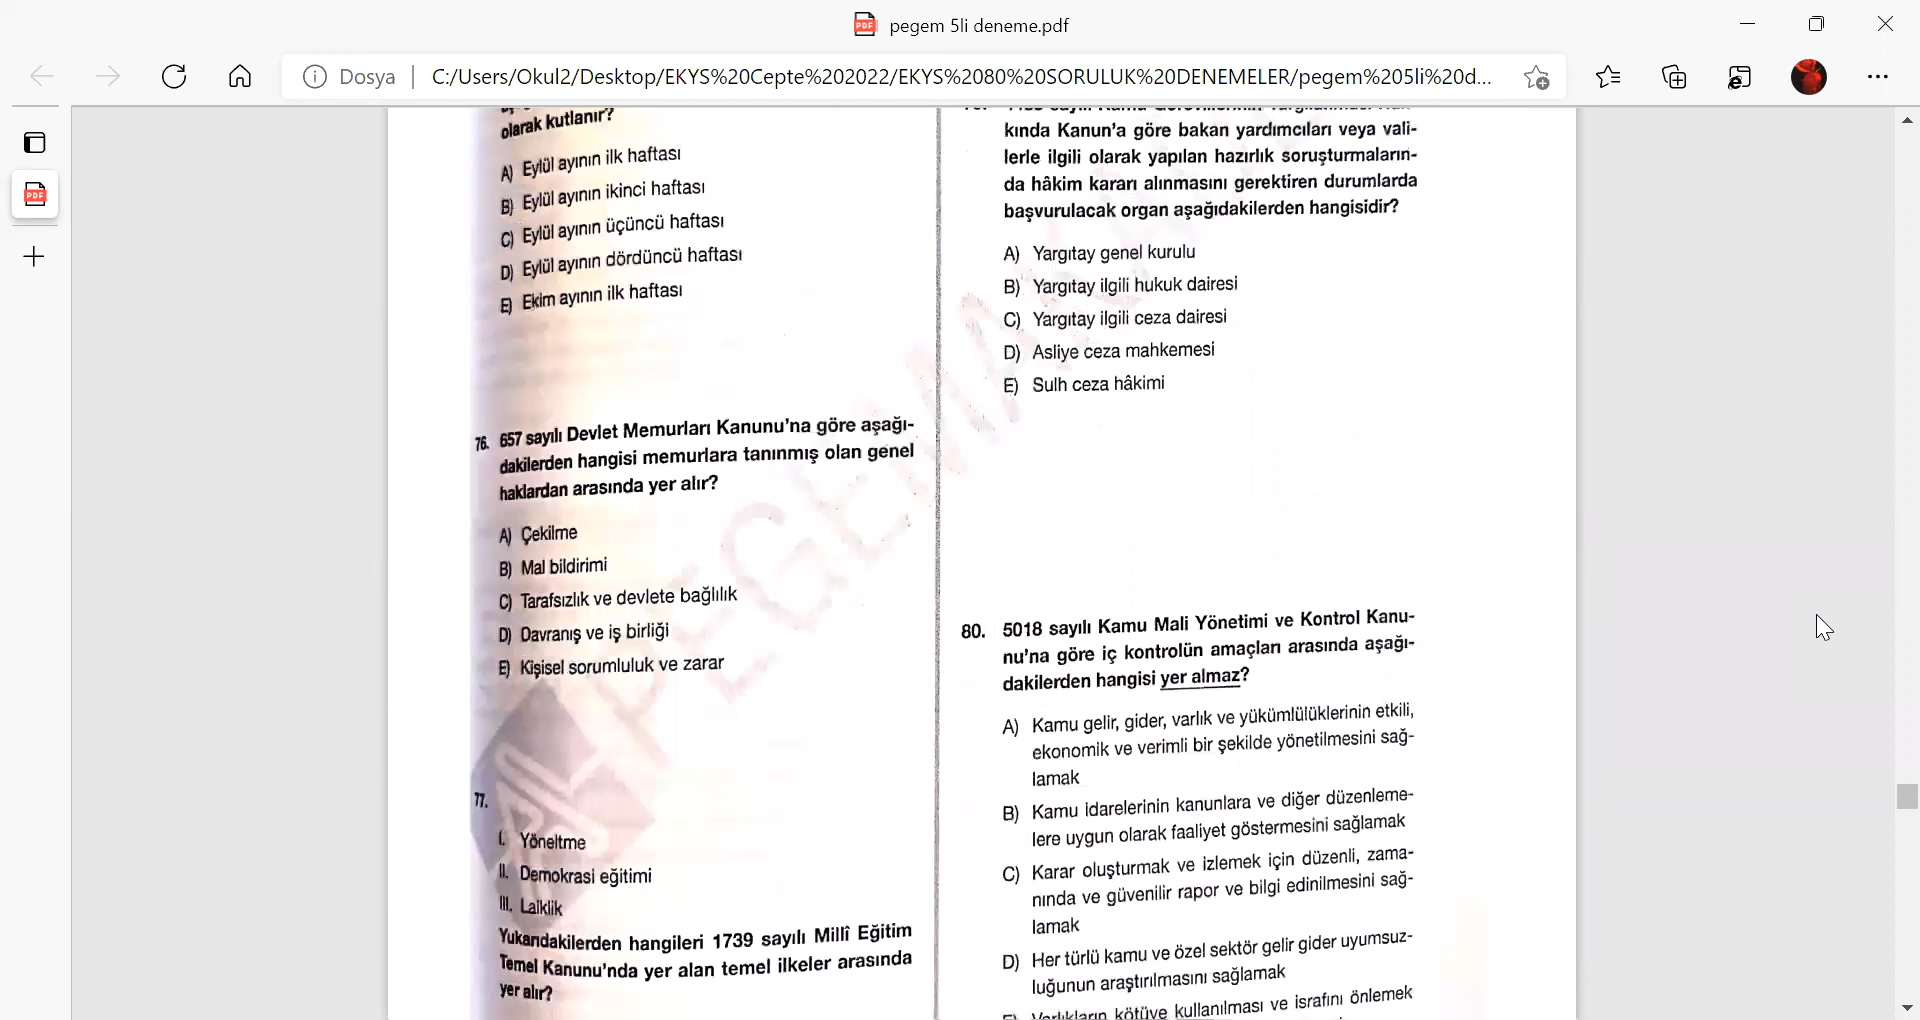 pegem 5li deneme.pdf
Dosya
C:/Users/Okul2/Desktop/EKYS%20Cepte%202022/EKYS%2080%20SORULUK%20DENEMELER/pegem%205li%20d...
olarak kutlanır?
A) Eylül ayının ilk haftası
B) Eylül ayının ikinci haftası
C) Eylül ayının üçüncü haftası
D) Eylül ayının dördüncü haftası
E) Ekim ayının ilk haftası
76. 657 sayılı Devlet Memurları Kanunu'na göre aşağı-
dakilerden hangisi memurlara tanınmış olan genel
haklardan arasında yer alır?
A) Çekilme
B) Mal bildirimi
C) Tarafsızlık ve devlete bağlılık
D) Davranış ve iş birliği
E) Kişisel sorumluluk ve zarar
77.
I. Yöneltme
II. Demokrasi eğitimi
III. Laiklik
Yukarıdakilerden hangileri 1739 sayılı Millî Eğitim
Temel Kanunu'nda yer alan temel ilkeler arasında
yer alır?
kında Kanun'a göre bakan yardımcıları veya vali-
lerle ilgili olarak yapılan hazırlık soruşturmaların-
da hâkim kararı alınmasını gerektiren durumlarda
başvurulacak organ aşağıdakilerden hangisidir?
A) Yargıtay genel kurulu
B) Yargıtay ilgili hukuk dairesi
C) Yargıtay ilgili ceza dairesi
D) Asliye ceza mahkemesi
E) Sulh ceza hâkimi
80. 5018 sayılı Kamu Mali Yönetimi ve Kontrol Kanu-
nu'na göre iç kontrolün amaçları arasında aşağı-
dakilerden hangisi yer almaz?
A) Kamu gelir, gider, varlık ve yükümlülüklerinin etkili,
ekonomik ve verimli bir şekilde yönetilmesini sağ-
lamak
B) Kamu idarelerinin kanunlara ve diğer düzenleme-
lere uygun olarak faaliyet göstermesini sağlamak
C) Karar oluşturmak ve izlemek için düzenli, zama-
nında ve güvenilir rapor ve bilgi edinilmesini sağ-
lamak
D) Her türlü kamu ve özel sektör gelir gider uyumsuz-
luğunun araştırılmasını sağlamak
E) Varlıkların kötüye kullanılması ve israfını önlemek